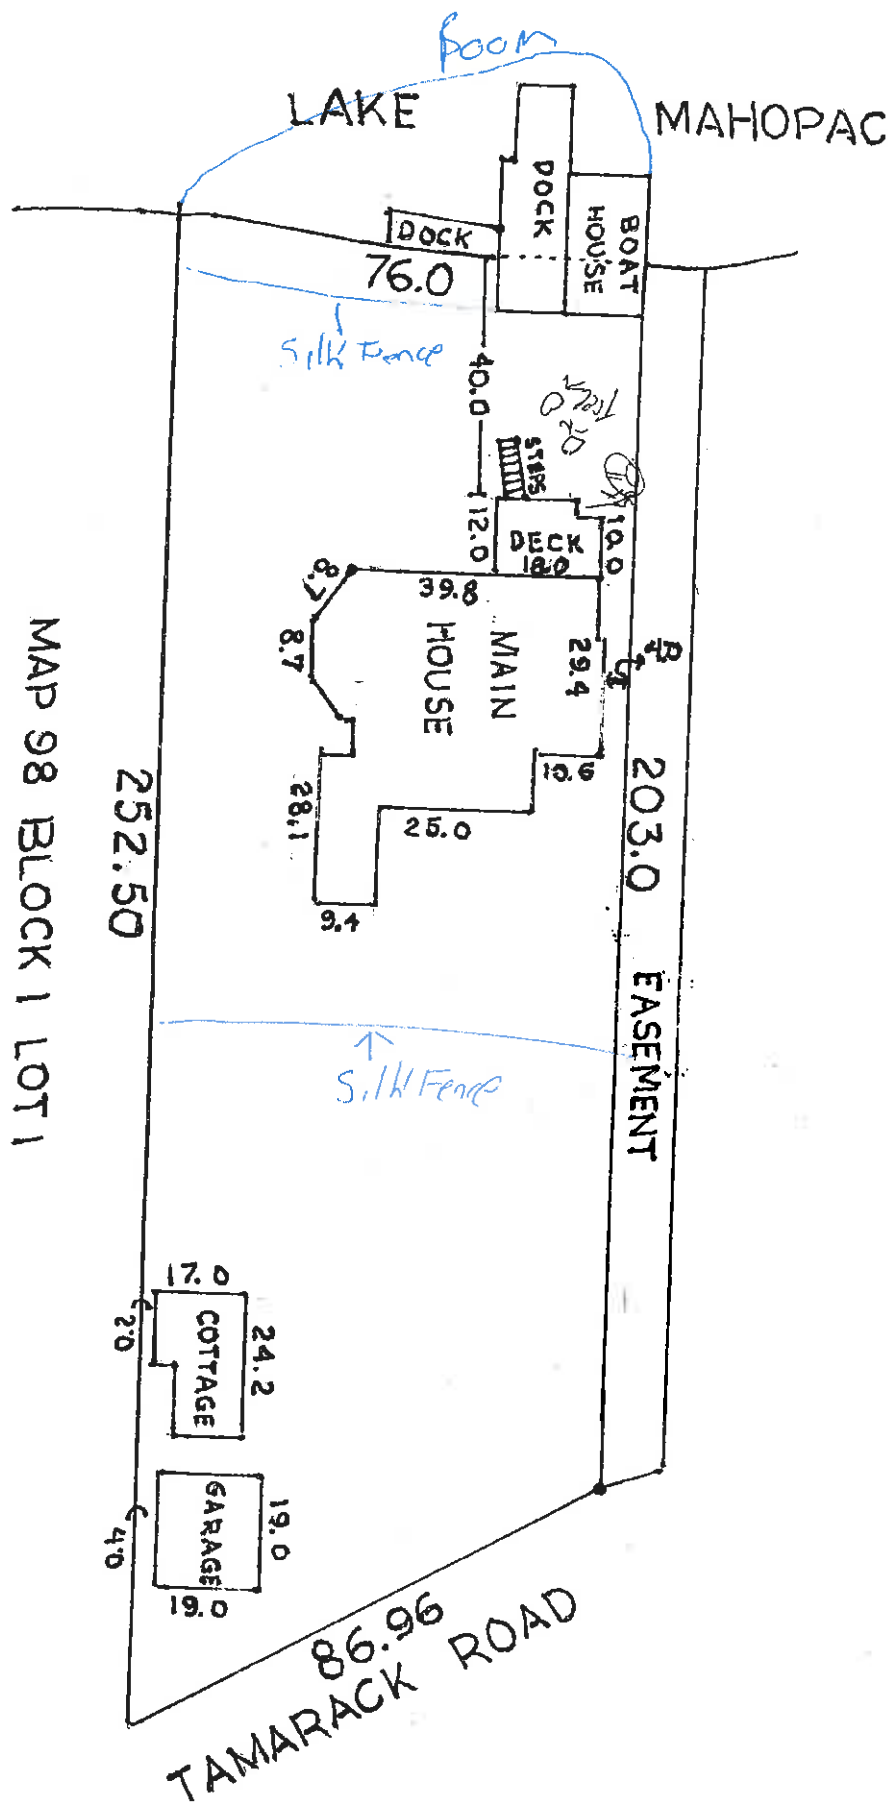 Boom
LAKE MAHOPAC
DOCK
BOAT
HOUSE
DOCK
76.0
Silk Fence
40.0
Tree
STEPS
12.0
DECK
18.0
10.0
8.7
39.8
8.7
MAIN
HOUSE
29.4
10.6
28.1
25.0
9.4
203.0
EASEMENT
252.50
MAP 98 BLOCK 1 LOT 1
Silk Fence
17.0
2.0
COTTAGE
24.2
GARAGE
19.0
4.0
19.0
86.96
TAMARACK ROAD